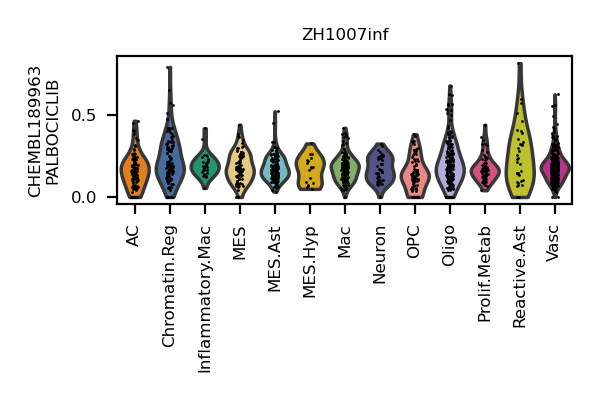 ZH1007inf
CHEMBL189963
PALBOCICLIB
0.5
0.0
AC
Chromatin.Reg
Inflammatory.Mac
MES
MES.Ast
MES.Hyp
Mac
Neuron
OPC
Oligo
Prolif.Metab
Reactive.Ast
Vasc